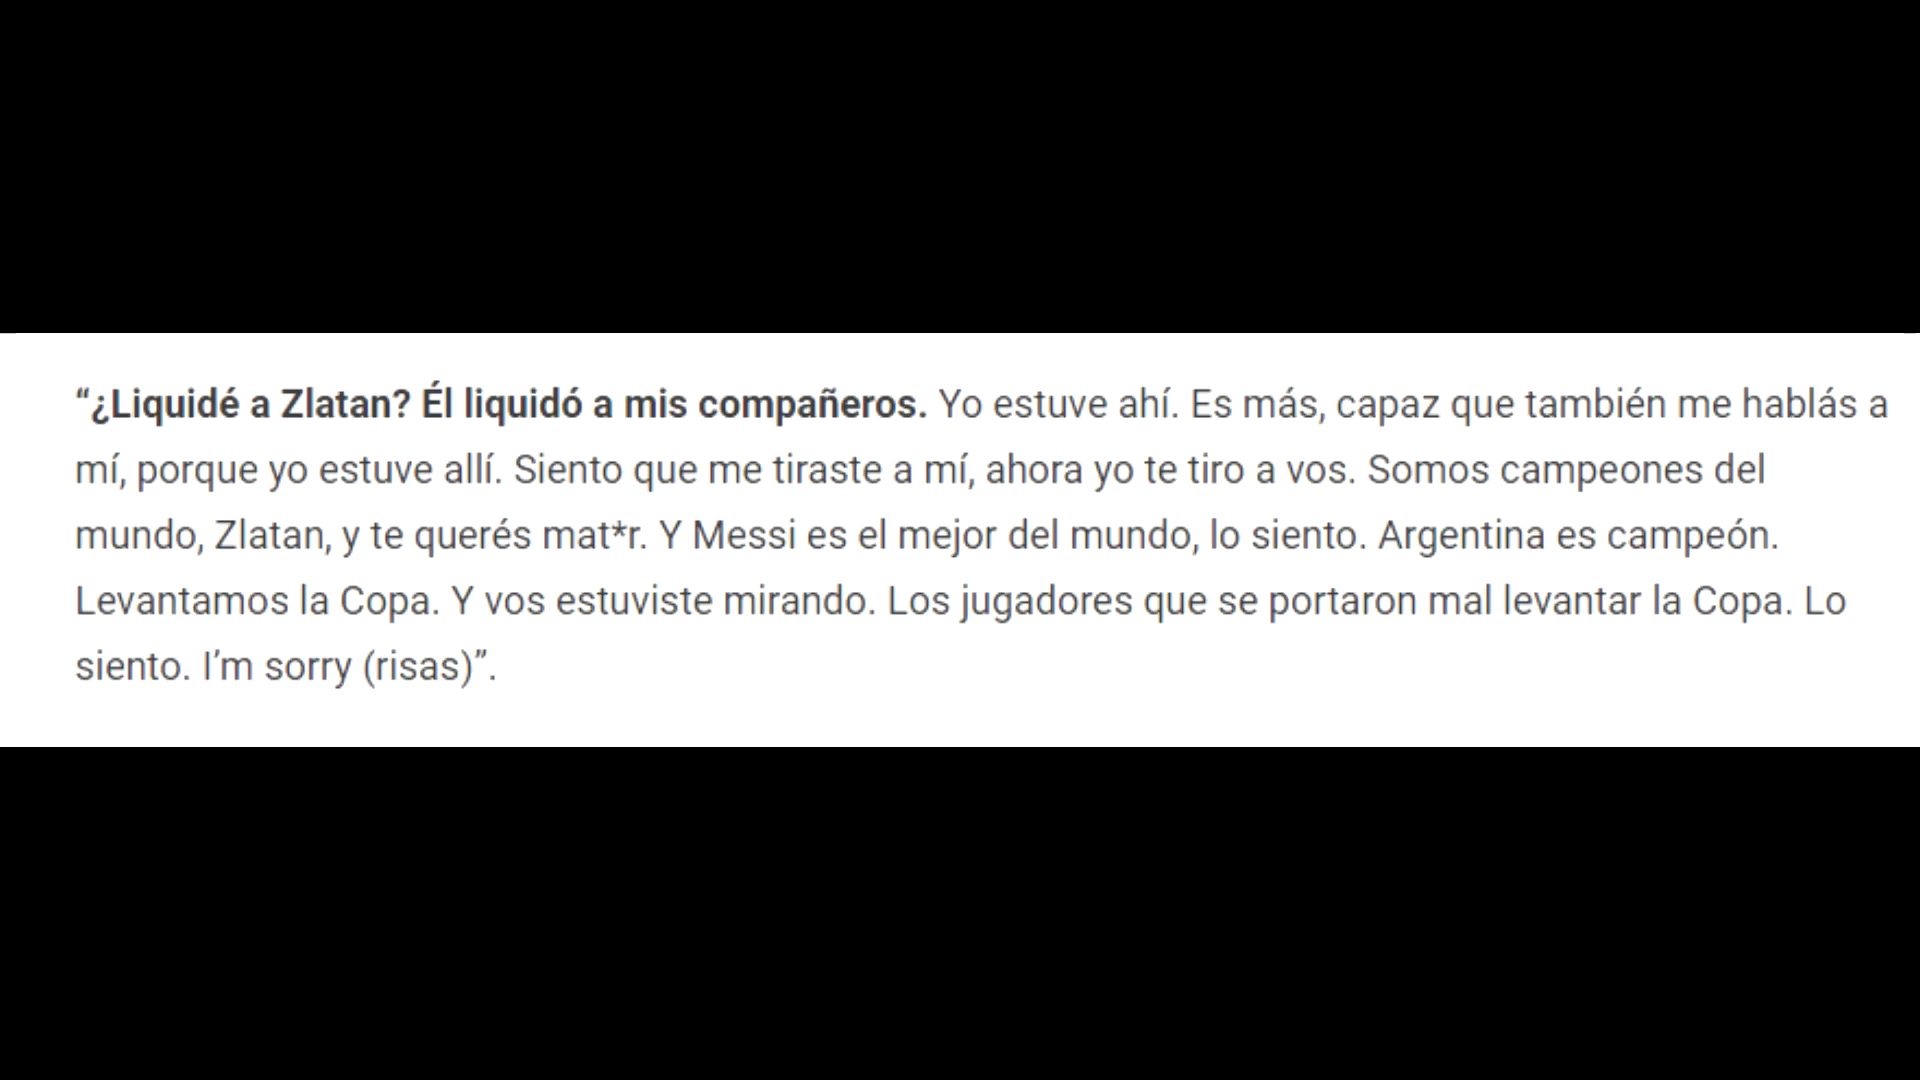 “¿Liquidé a Zlatan? Él liquidó a mis compañeros. Yo estuve ahí. Es más, capaz que también me hablás a
mí, porque yo estuve allí. Siento que me tiraste a mí, ahora yo te tiro a vos. Somos campeones del
mundo, Zlatan, y te querés mat*r. Y Messi es el mejor del mundo, lo siento. Argentina es campeón.
Levantamos la Copa. Y vos estuviste mirando. Los jugadores que se portaron mal levantar la Copa. Lo
siento. I’m sorry (risas)”.